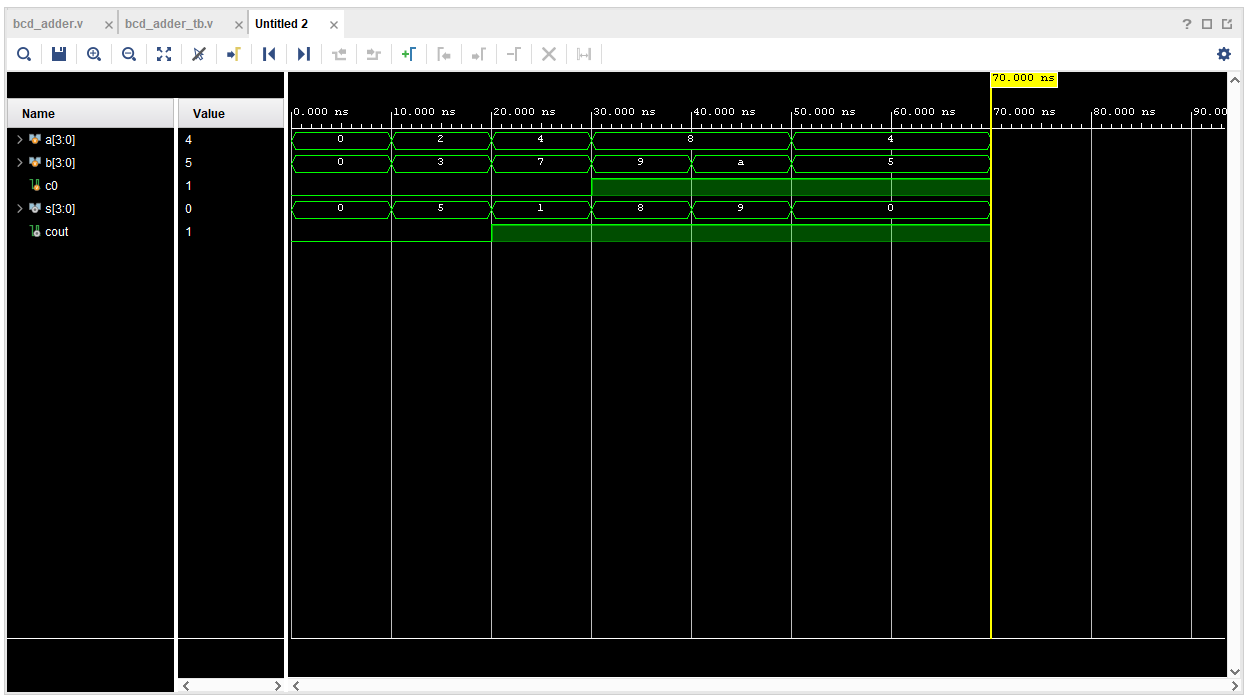 bcd_adder.v × bcd_adder_tb.v × Untitled 2 × ?
70.000 ns
Name Value 0.000 ns 10.000 ns 20.000 ns 30.000 ns 40.000 ns 50.000 ns 60.000 ns 70.000 ns 80.000 ns 90.00
a[3:0] 4 0 2 4 8 4
b[3:0] 5 0 3 7 9 a 5
c0 1
s[3:0] 0 0 5 1 8 9 0
cout 1